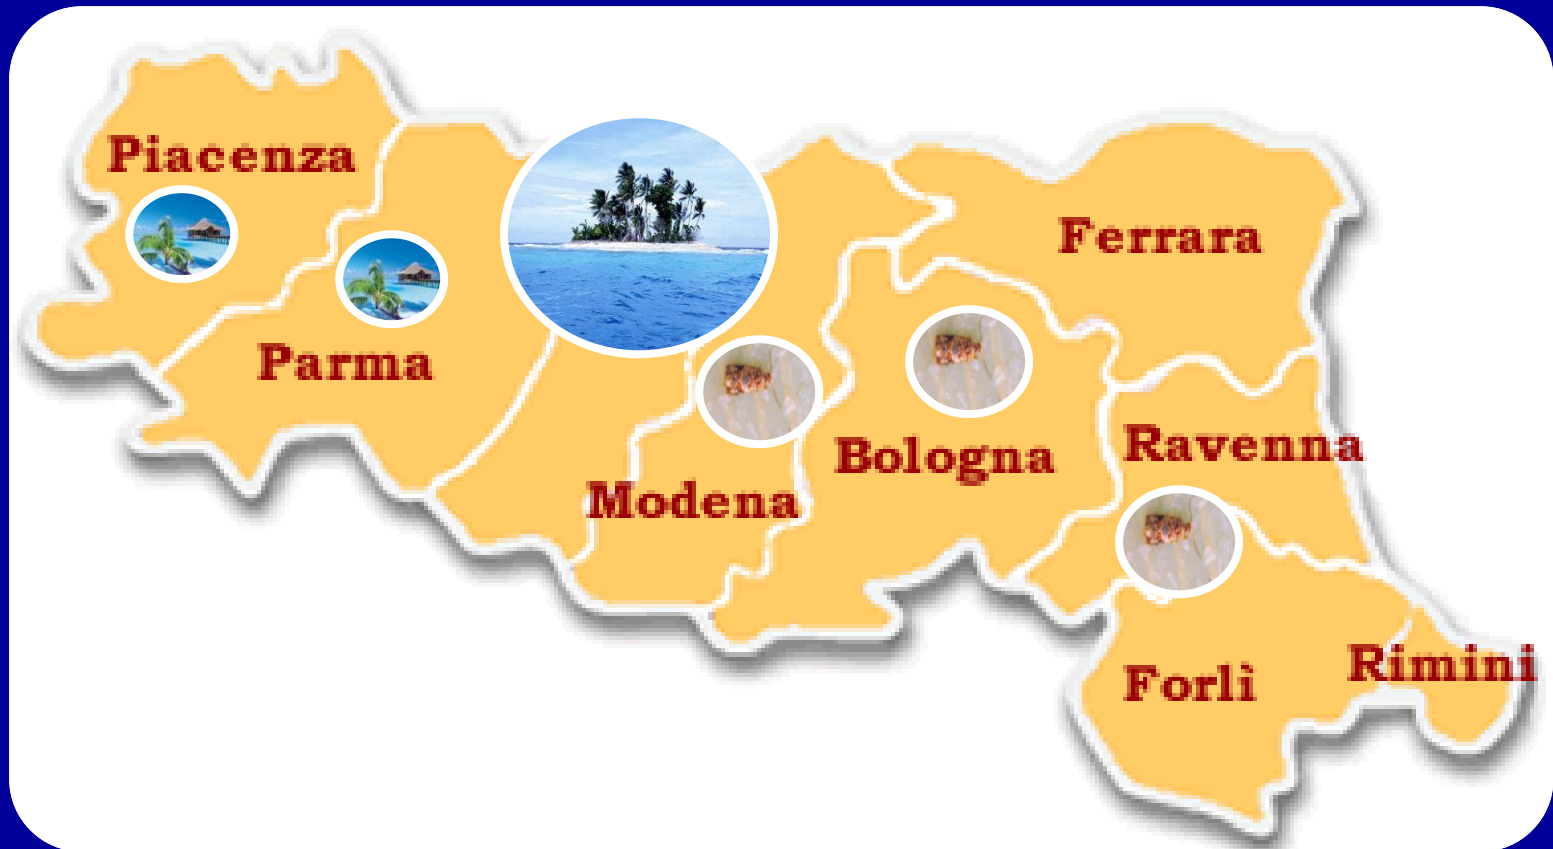 Piacenza
Ferrara
Parma
Ravenna
Bologna
Modena
Forlì
Rimini